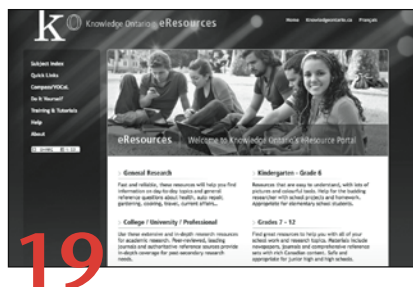 KO Knowledge Ontario's eResources
Home Knowledgeontario.ca Français
Subject Index
Quick Links
Compass/VOCAL
Do It Yourself
Training & Tutorials
Help
About
SHARE
eResources Welcome to Knowledge Ontario's eResource Portal
General Research
Fast and reliable, these resources will help you find
information on day-to-day topics and general
reference questions about health, auto repair,
gardening, cooking, travel, current affairs...
Kindergarten - Grade 6
Resources that are easy to understand, with lots of
pictures and colourful tools. Help for the budding
researcher with school projects and homework.
Appropriate for elementary school students.
College / University / Professional
Use these extensive and in-depth research resources
for academic research. Peer-reviewed, leading
journals and authoritative reference sources provide
in-depth coverage for post-secondary research
needs.
Grades 7 - 12
Find great resources to help you with all of your
school work and research topics. Materials include
newspapers, journals and comprehensive reference
sets with rich Canadian content. Safe and
appropriate for junior high and high schools.
19